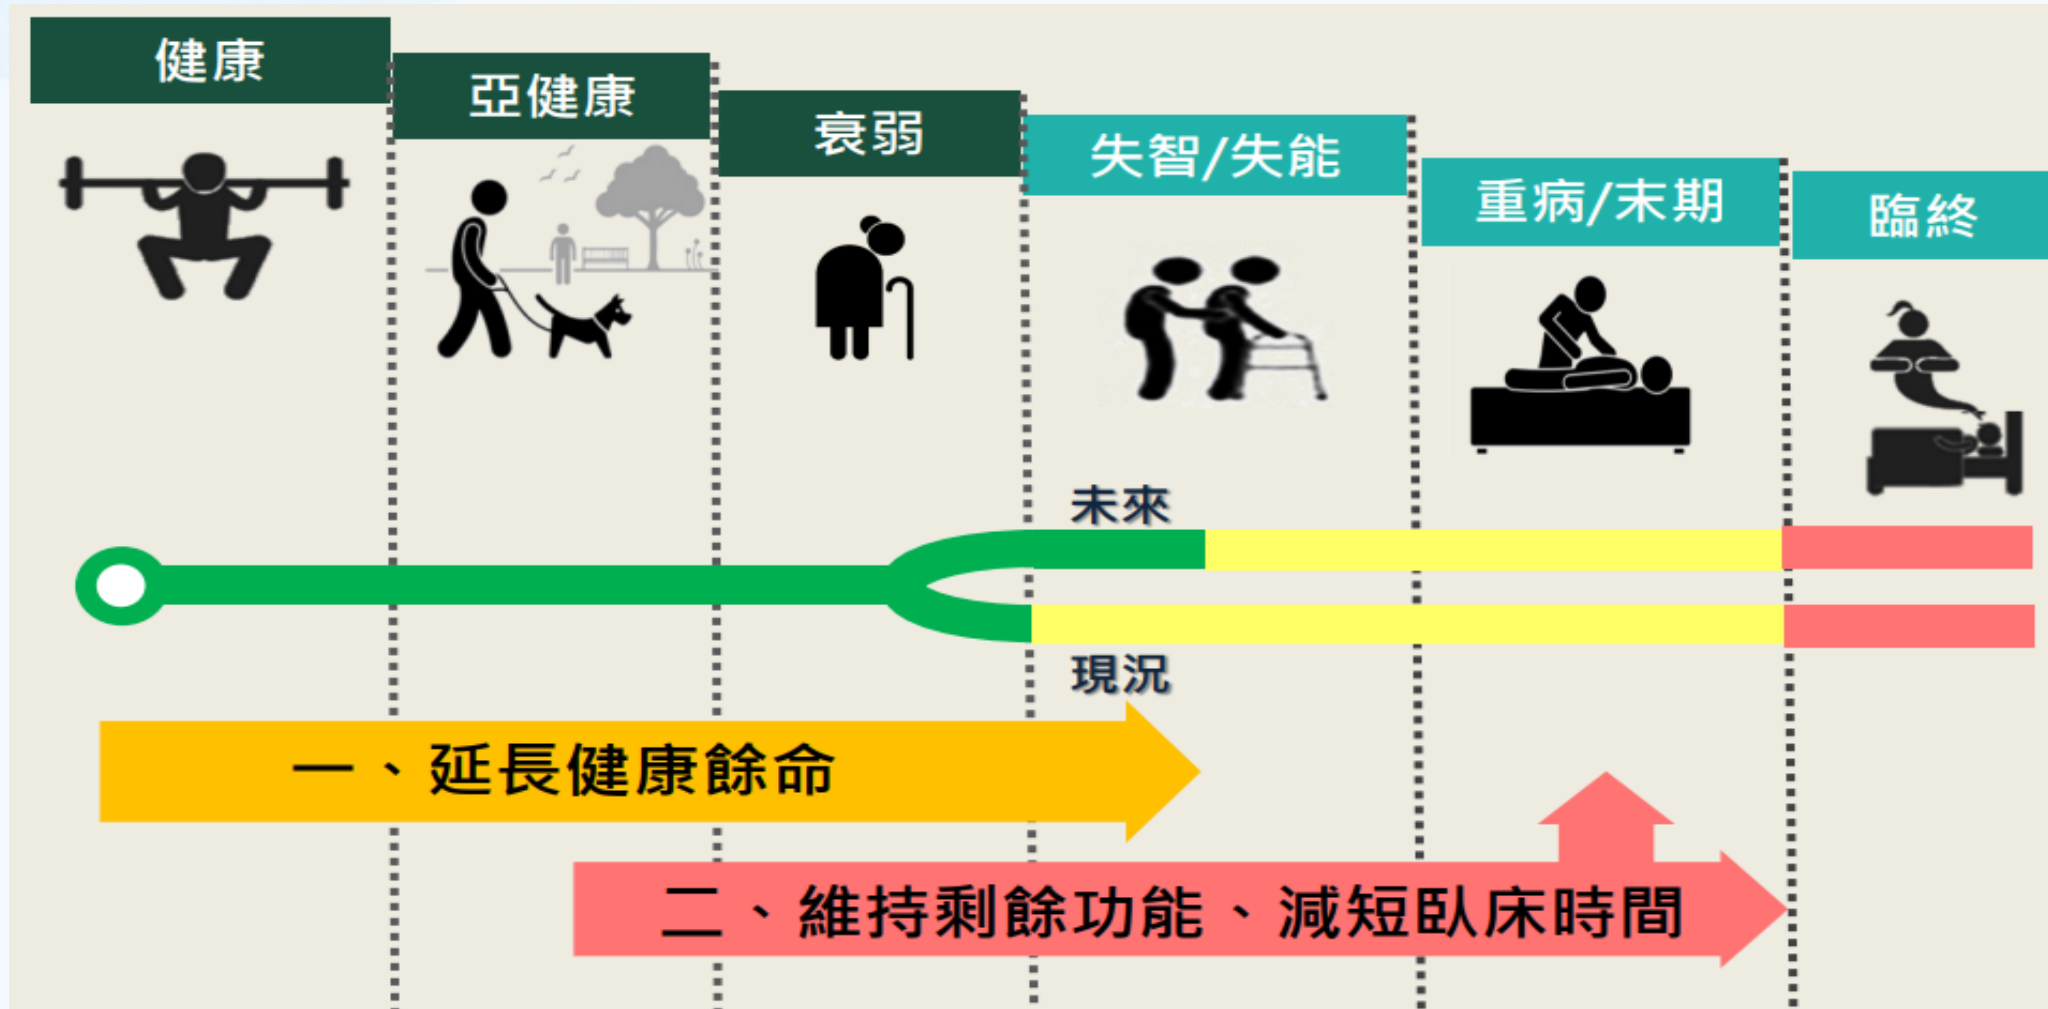 健康
亞健康
衰弱
失智/失能
重病/末期
臨終
未來
現況
一、延長健康餘命
二、維持剩餘功能、減短臥床時間